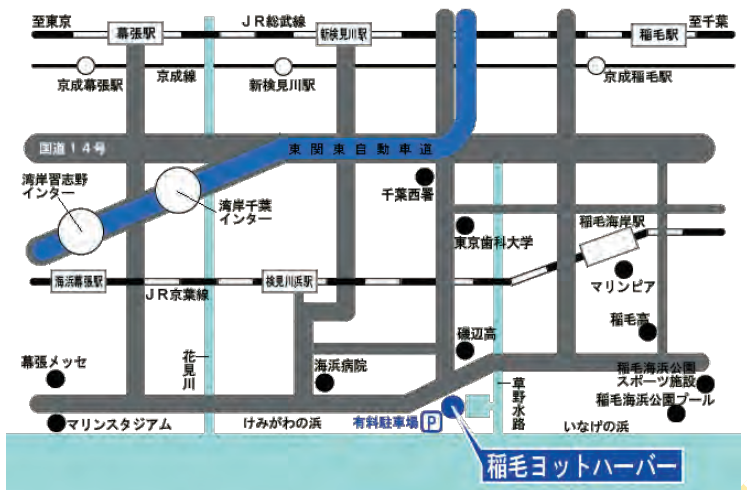 至東京
JR総武線
至千葉
幕張駅
新検見川駅
稲毛駅
京成幕張駅
京成線
新検見川駅
京成稲毛駅
国道14号
東関東自動車道
湾岸習志野
インター
湾岸千葉
インター
千葉西署
東京歯科大学
稲毛海岸駅
マリンピア
海浜幕張駅
JR京葉線
検見川浜駅
稲毛高
磯辺高
幕張メッセ
花見川
海浜病院
稲毛海浜公園
スポーツ施設
稲毛海浜公園プール
草野水路
マリンスタジアム
けみがわの浜
有料駐車場
P
いなげの浜
稲毛ヨットハーバー